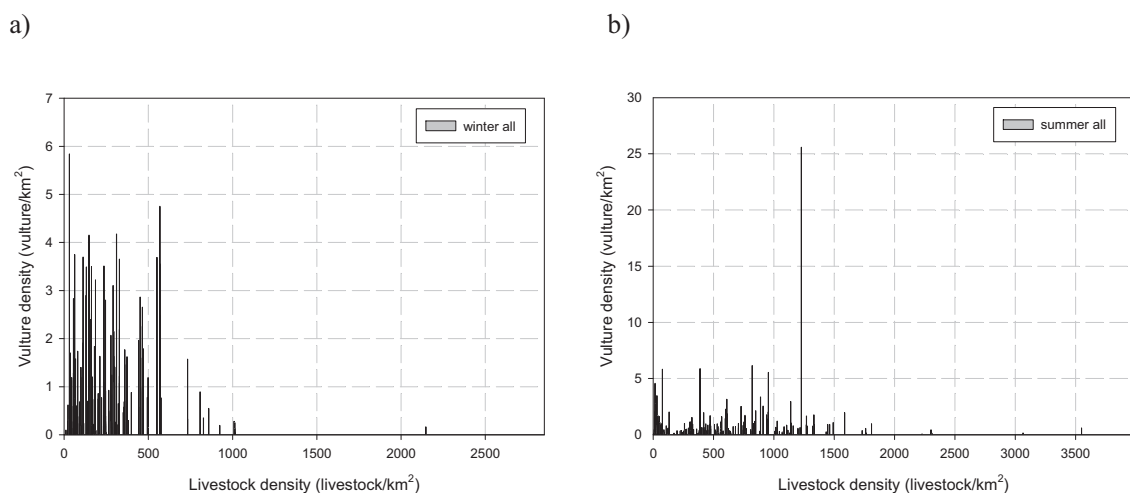 a)
7
6
5
4
3
2
1
0
0 500 1000 1500 2000 2500
winter all
Vulture density (vulture/km²)
Livestock density (livestock/km²)
b)
30
25
20
15
10
5
0
0 500 1000 1500 2000 2500 3000 3500
summer all
Vulture density (vulture/km²)
Livestock density (livestock/km²)